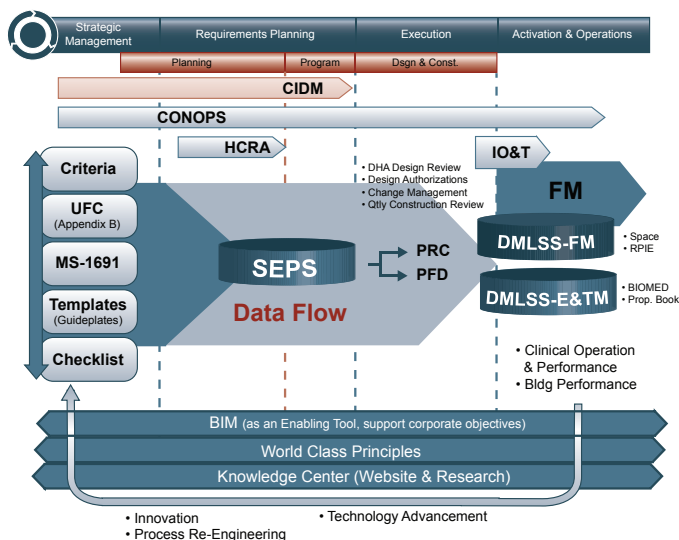 Strategic
Management
Requirements Planning
Execution
Activation & Operations
Planning
Program
Dsgn & Const.
CIDM
CONOPS
HCRA
IO&T
• DHA Design Review
• Design Authorizations
• Change Management
• Qtly Construction Review
Criteria
UFC
(Appendix B)
MS-1691
Templates
(Guideplates)
Checklist
SEPS
PRC
PFD
Data Flow
FM
DMLSS-FM
• Space
• RPIE
DMLSS-E&TM
• BIOMED
• Prop. Book
• Clinical Operation
& Performance
• Bldg Performance
BIM (as an Enabling Tool, support corporate objectives)
World Class Principles
Knowledge Center (Website & Research)
• Innovation
• Process Re-Engineering
• Technology Advancement